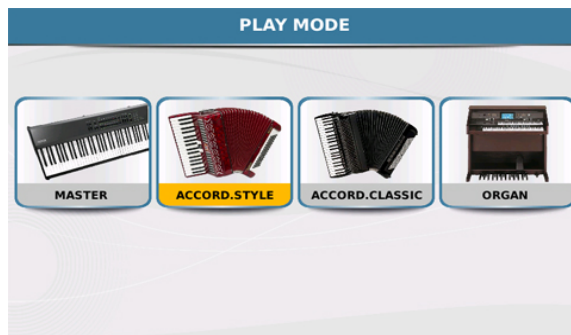 PLAY MODE
MASTER
ACCORD.STYLE
ACCORD.CLASSIC
ORGAN